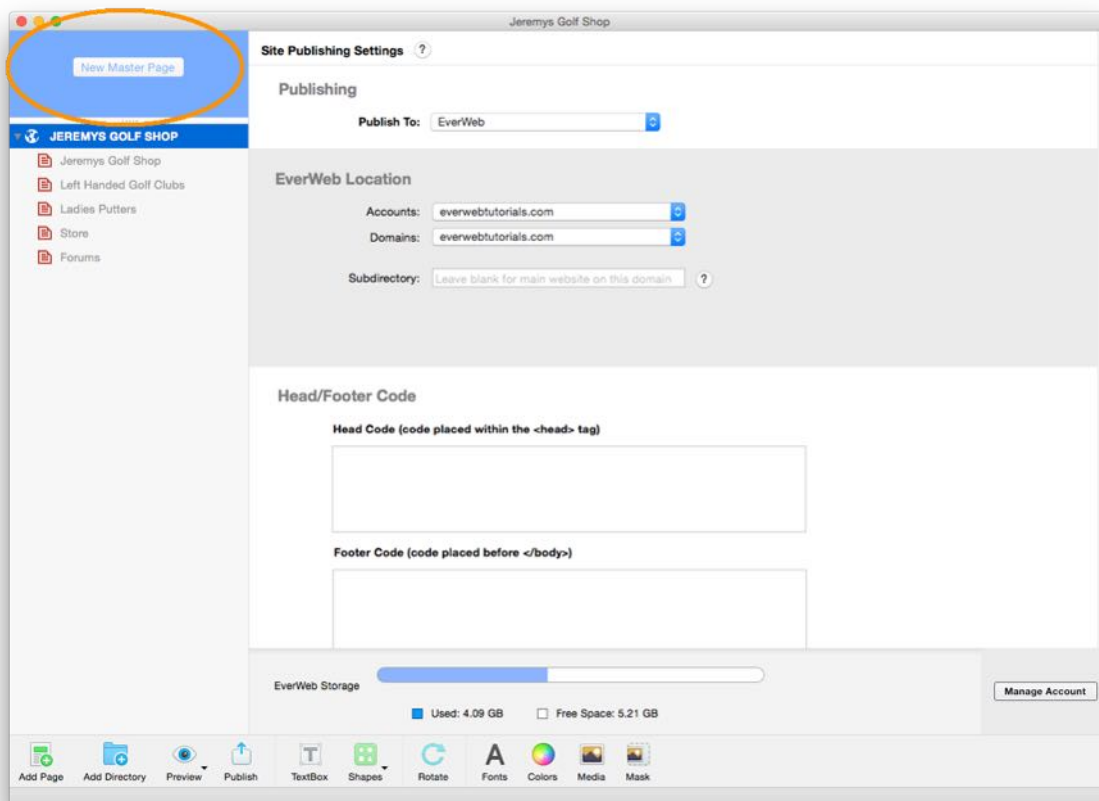 Jeremys Golf Shop
New Master Page
JEREMYS GOLF SHOP
Jeremys Golf Shop
Left Handed Golf Clubs
Ladies Putters
Store
Forums
Site Publishing Settings ?
Publishing
Publish To: EverWeb
EverWeb Location
Accounts: everwebtutorials.com
Domains: everwebtutorials.com
Subdirectory: Leave blank for main website on this domain ?
Head/Footer Code
Head Code (code placed within the <head> tag)
Footer Code (code placed before </body>)
EverWeb Storage
Used: 4.09 GB Free Space: 5.21 GB
Manage Account
Add Page Add Directory Preview Publish TextBox Shapes Rotate Fonts Colors Media Mask